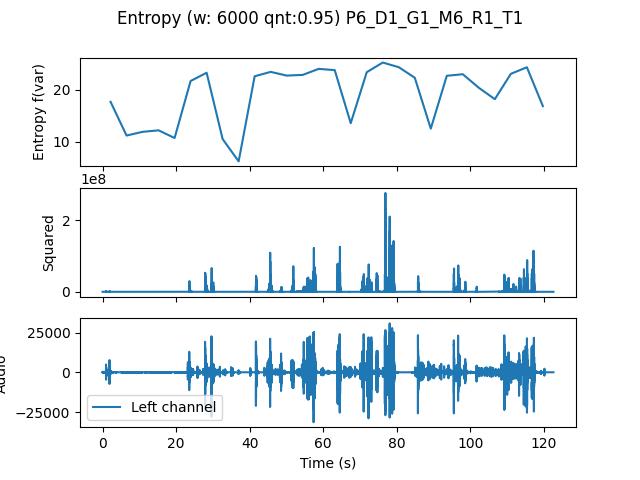 Entropy (w: 6000 qnt:0.95) P6_D1_G1_M6_R1_T1
Entropy f(var)
20
10
1e8
Squared
2
0
Audio
25000
0
−25000
Left channel
0 20 40 60 80 100 120
Time (s)